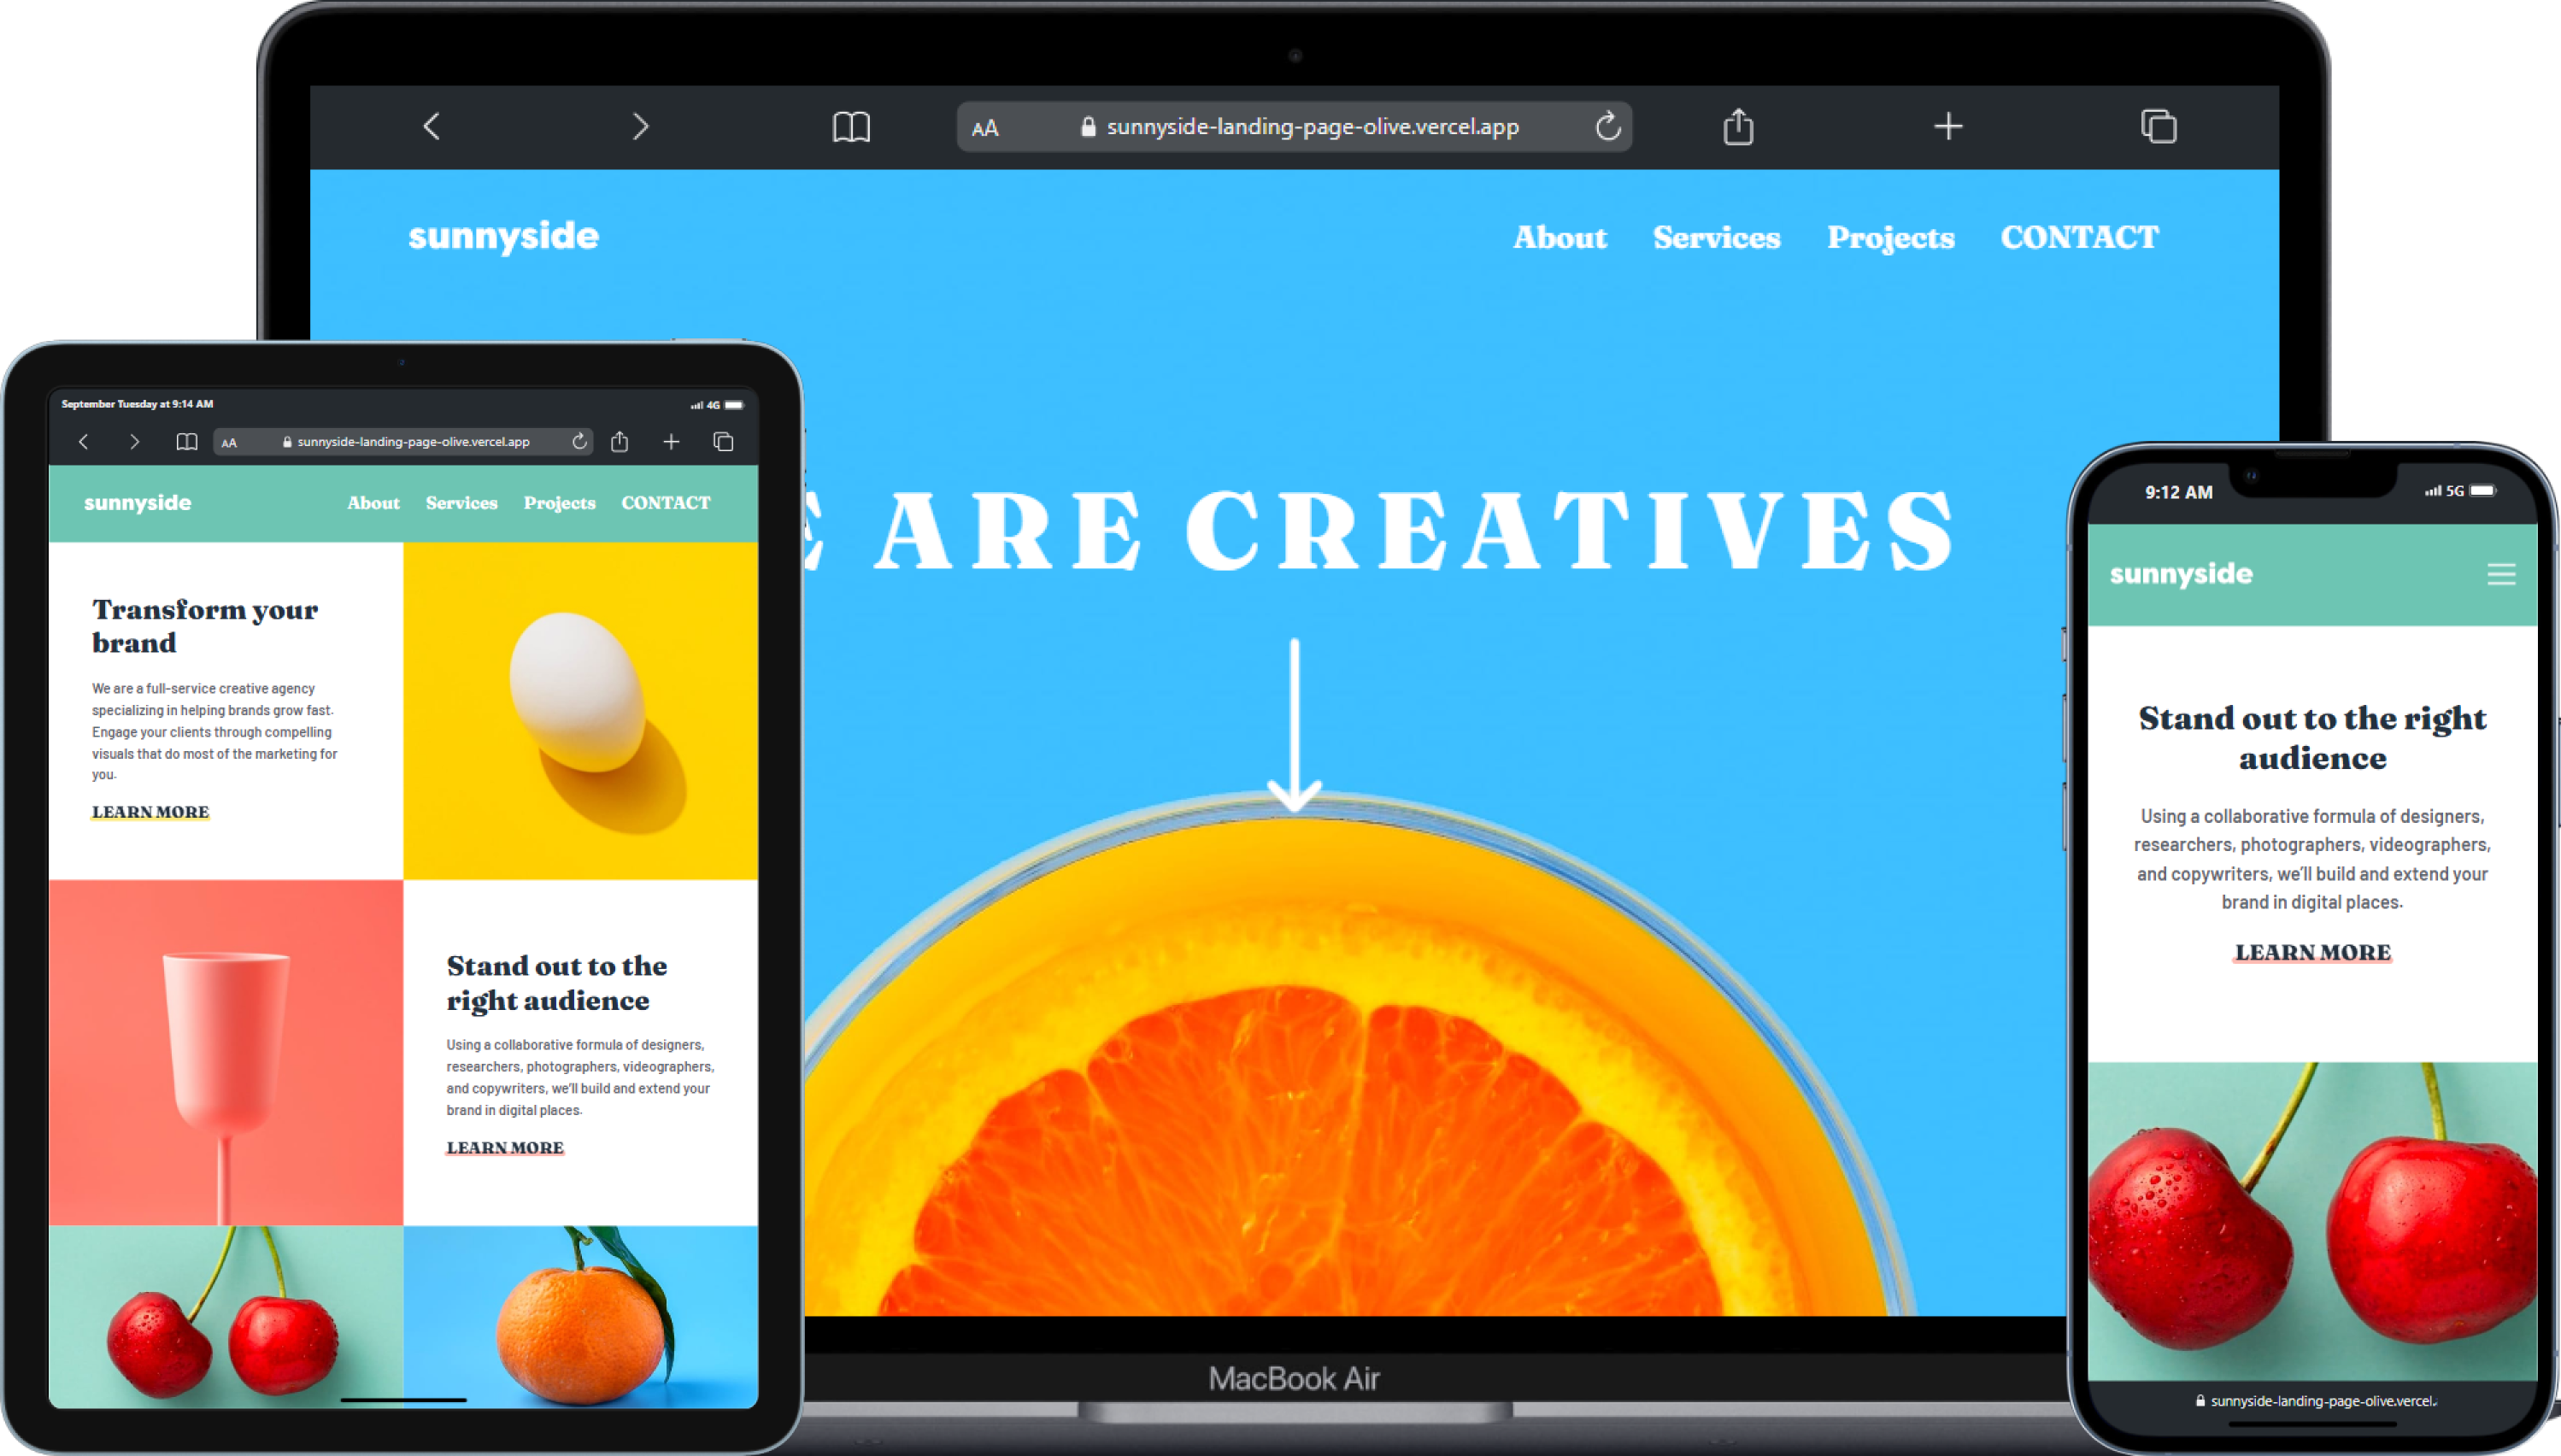 AA sunnyside-landing-page-olive.vercel.app
sunnyside About Services Projects CONTACT
ARE CREATIVES
MacBook Air
September Tuesday at 9:14 AM 4G
AA sunnyside-landing-page-olive.vercel.app
sunnyside About Services Projects CONTACT
Transform your
brand
We are a full-service creative agency
specializing in helping brands grow fast.
Engage your clients through compelling
visuals that do most of the marketing for
you.
LEARN MORE
Stand out to the
right audience
Using a collaborative formula of designers,
researchers, photographers, videographers,
and copywriters, we'll build and extend your
brand in digital places.
LEARN MORE
9:12 AM 5G
sunnyside
Stand out to the right
audience
Using a collaborative formula of designers,
researchers, photographers, videographers,
and copywriters, we'll build and extend your
brand in digital places.
LEARN MORE
sunnyside-landing-page-olive.vercel.